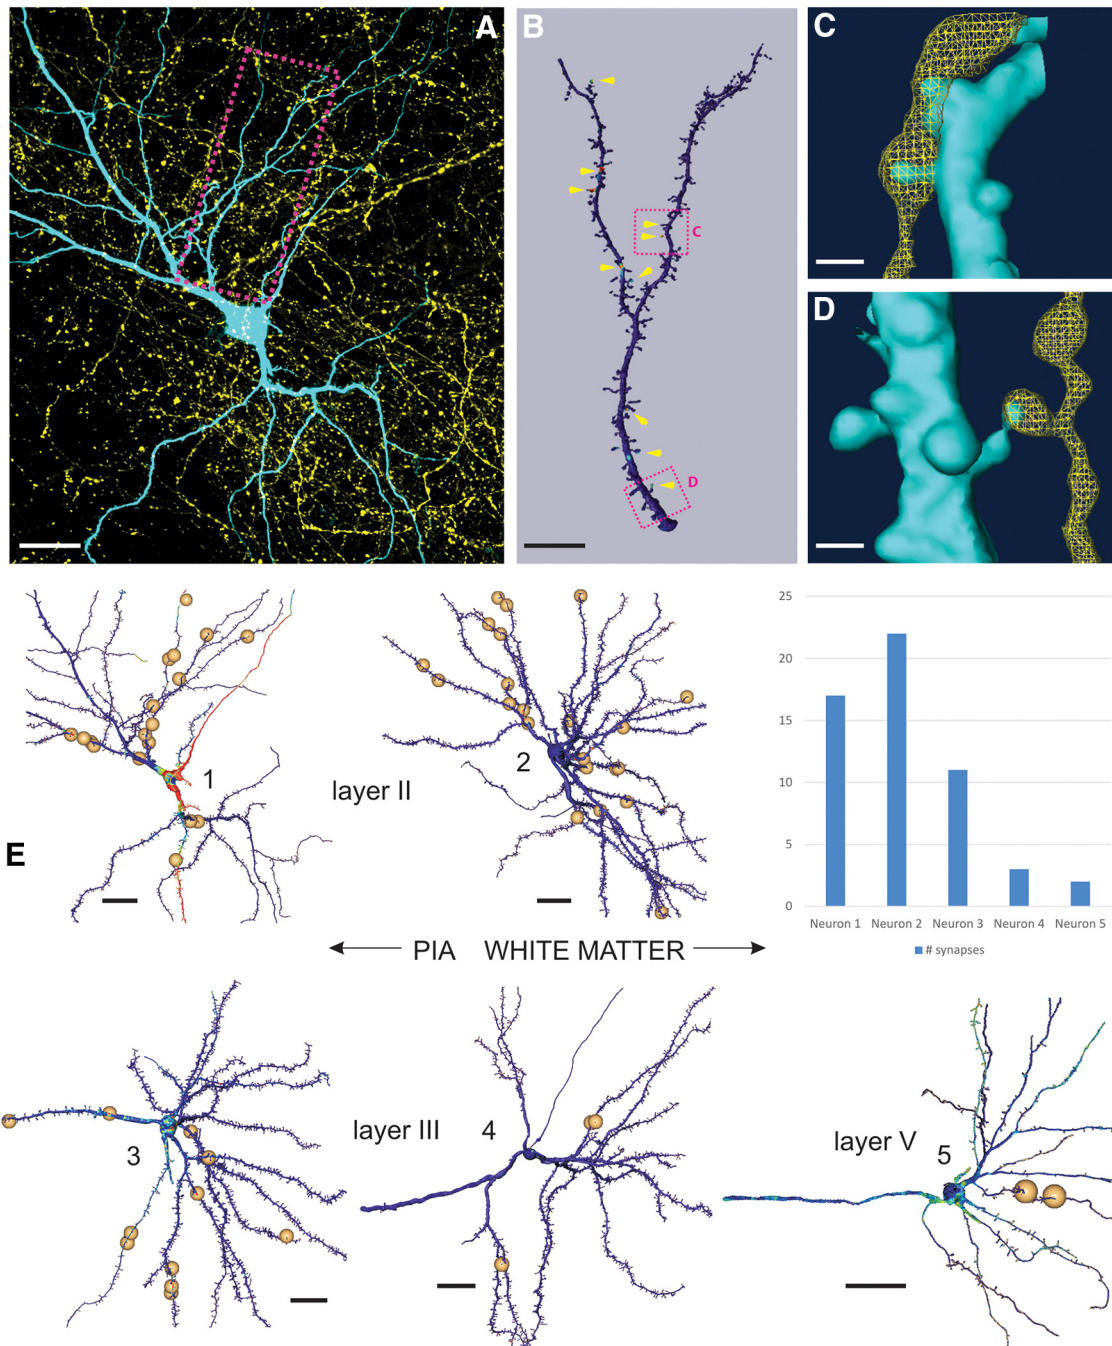 A
B
C
D
C
D
E
1
layer II
2
25
20
15
10
5
0
Neuron 1 Neuron 2 Neuron 3 Neuron 4 Neuron 5
# synapses
PIA WHITE MATTER
3
layer III
4
layer V
5